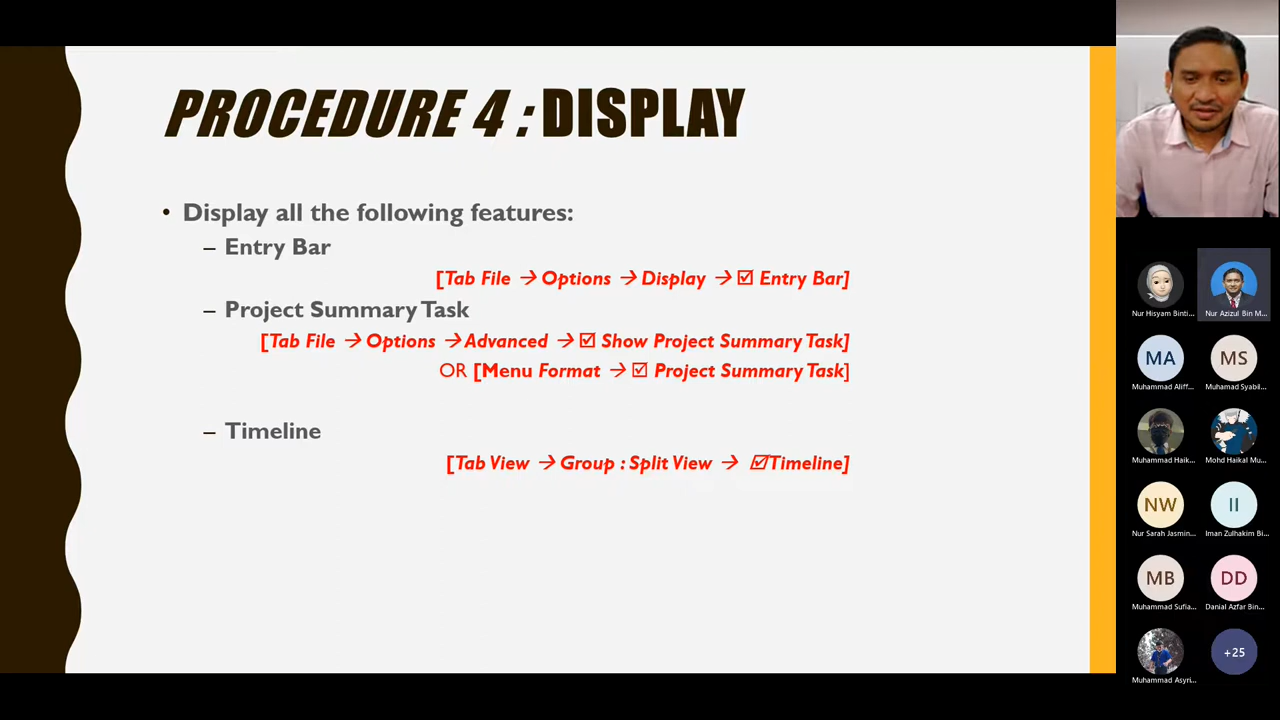 PROCEDURE 4 : DISPLAY
• Display all the following features:
– Entry Bar
[Tab File → Options → Display → ☑ Entry Bar]
– Project Summary Task
[Tab File → Options → Advanced → ☑ Show Project Summary Task]
OR [Menu Format → ☑ Project Summary Task]
– Timeline
[Tab View → Group : Split View → ☑Timeline]
Nur Hisyam Binti...
Nur Azizul Bin M...
MA
MS
Muhammad Aliff...
Muhamad Syabil...
Muhammad Haik...
Mohd Haikal Mu...
NW
II
Nur Sarah Jasmin...
Iman Zulhakim Bi...
MB
DD
Muhammad Sufia...
Danial Azfar Bin...
+25
Muhammad Asyri...